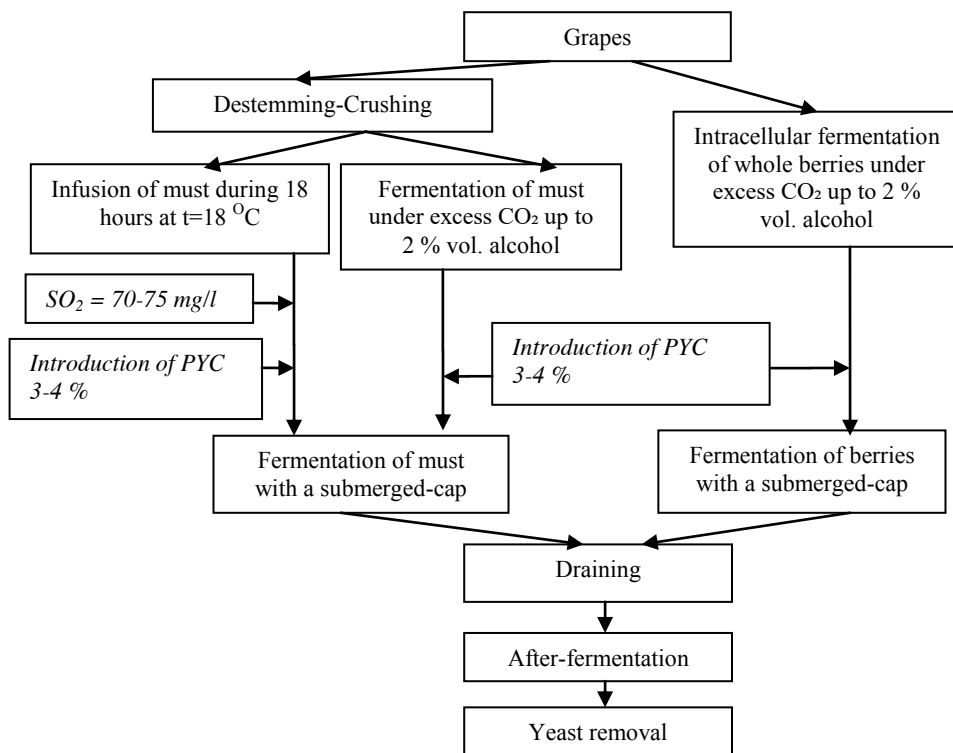 Grapes
Destemming-Crushing
Intracellular fermentation
of whole berries under
excess CO₂ up to 2 %
vol. alcohol
Infusion of must during 18
hours at t=18 ᴼC
Fermentation of must
under excess CO₂ up to
2 % vol. alcohol
SO₂ = 70-75 mg/l
Introduction of PYC
3-4 %
Introduction of PYC
3-4 %
Fermentation of must
with a submerged-cap
Fermentation of berries
with a submerged-cap
Draining
After-fermentation
Yeast removal